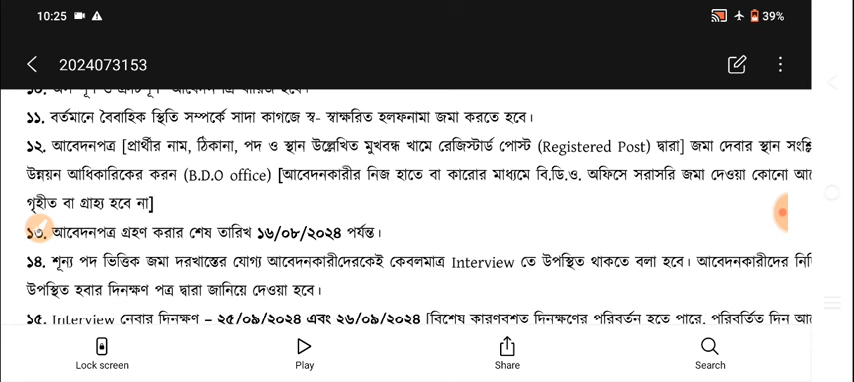 10:25
39%
2024073153
১১. বর্তমানে বৈবাহিক স্থিতি সম্পর্কে সাদা কাগজে স্ব- স্বাক্ষরিত হলফনামা জমা করতে হবে।
১২. আবেদনপত্র [প্রার্থীর নাম, ঠিকানা, পদ ও স্থান উল্লেখিত মুখবন্ধ খামে রেজিস্টার্ড পোস্ট (Registered Post) দ্বারা] জমা দেবার স্থান
উন্নয়ন আধিকারিকের করন (B.D.O office) [আবেদনকারীর নিজ হাতে বা কারোর মাধ্যমে বি.ডি.ও. অফিসে সরাসরি জমা দেওয়া কোনো
গৃহীত বা গ্রাহ্য হবে না]
১৩. আবেদনপত্র গ্রহণ করার শেষ তারিখ ১৬/০৮/২০২৪ পর্যন্ত।
১৪. শূন্য পদ ভিত্তিক জমা দরখাস্তের যোগ্য আবেদনকারীদেরকেই কেবলমাত্র Interview তে উপস্থিত থাকতে বলা হবে। আবেদনকারীদের
উপস্থিত হবার দিনক্ষণ পত্র দ্বারা জানিয়ে দেওয়া হবে।
১৫. Interview নেবার দিনক্ষণ – ২৫/০৯/২০২৪ এবং ২৬/০৯/২০২৪ [বিশেষ কারণবশত দিনক্ষণের পরিবর্তন হতে পারে, পরিবর্তিত দিন
Lock screen
Play
Share
Search